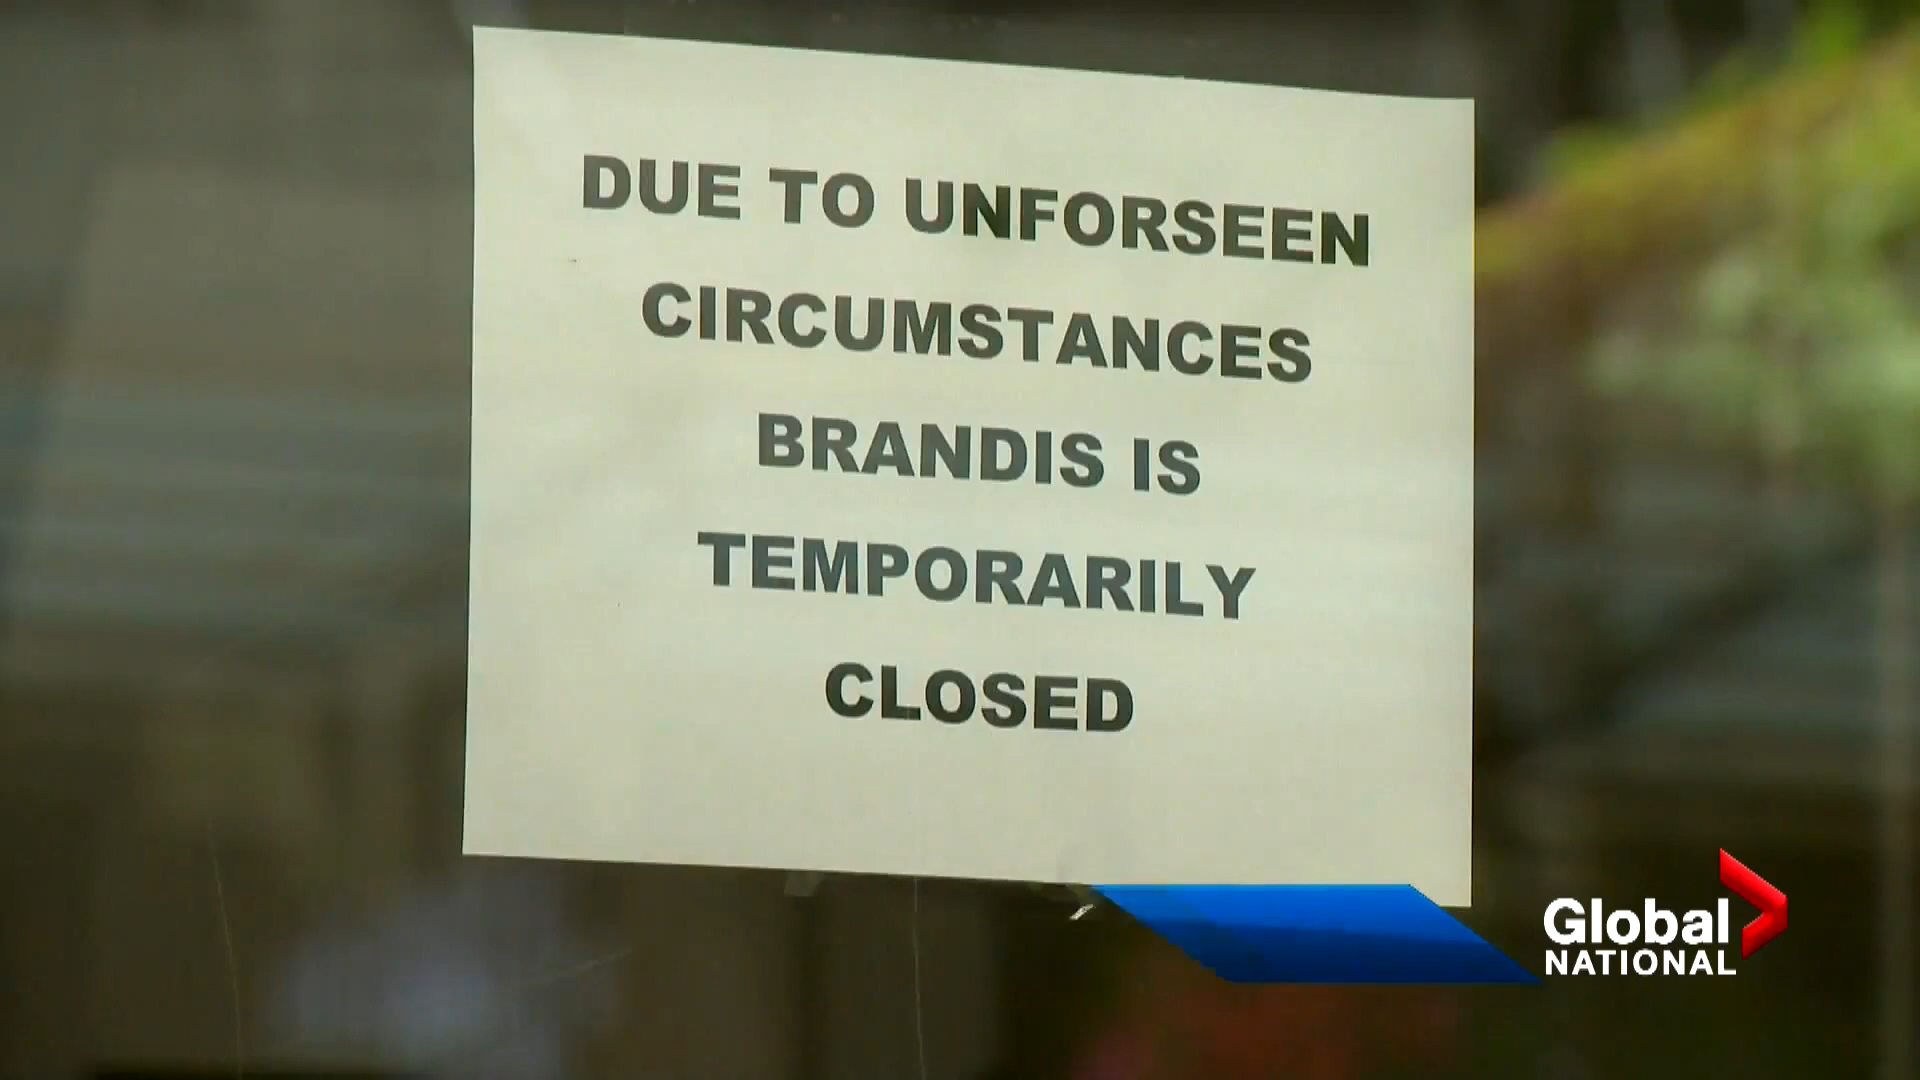 DUE TO UNFORSEEN
CIRCUMSTANCES
BRANDIS IS
TEMPORARILY
CLOSED
Global
NATIONAL